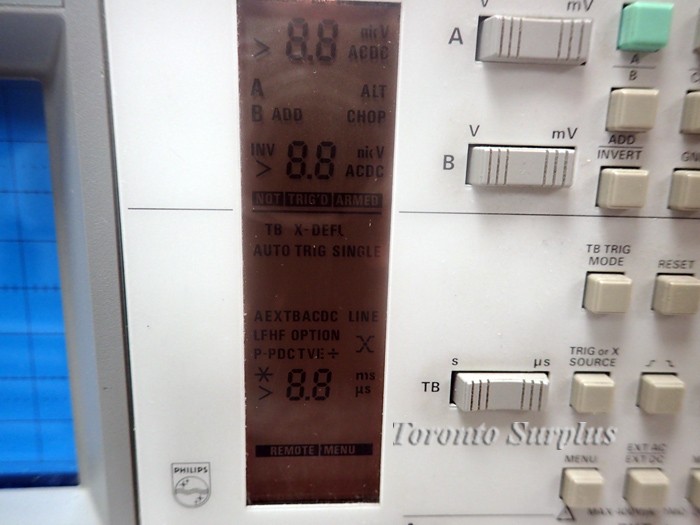 > 8.8 m V
ACDC
A ALT
B ADD CHOP
INV 8.8 m V
> ACDC
NOT TRIG'D ARMED
TB X-DEFL
AUTO TRIG SINGLE
AEXTBACDC LINE
LFHF OPTION
P-PDCTVE÷ X
* 8.8 ms
> µs
REMOTE MENU
PHILIPS
V mV
A
A
B
V mV
B
ADD
INVERT
TB TRIG
MODE
RESET
TRIG or X
SOURCE
s µs
TB
Toronto Surplus
MENU
EXT AC
EXT DC